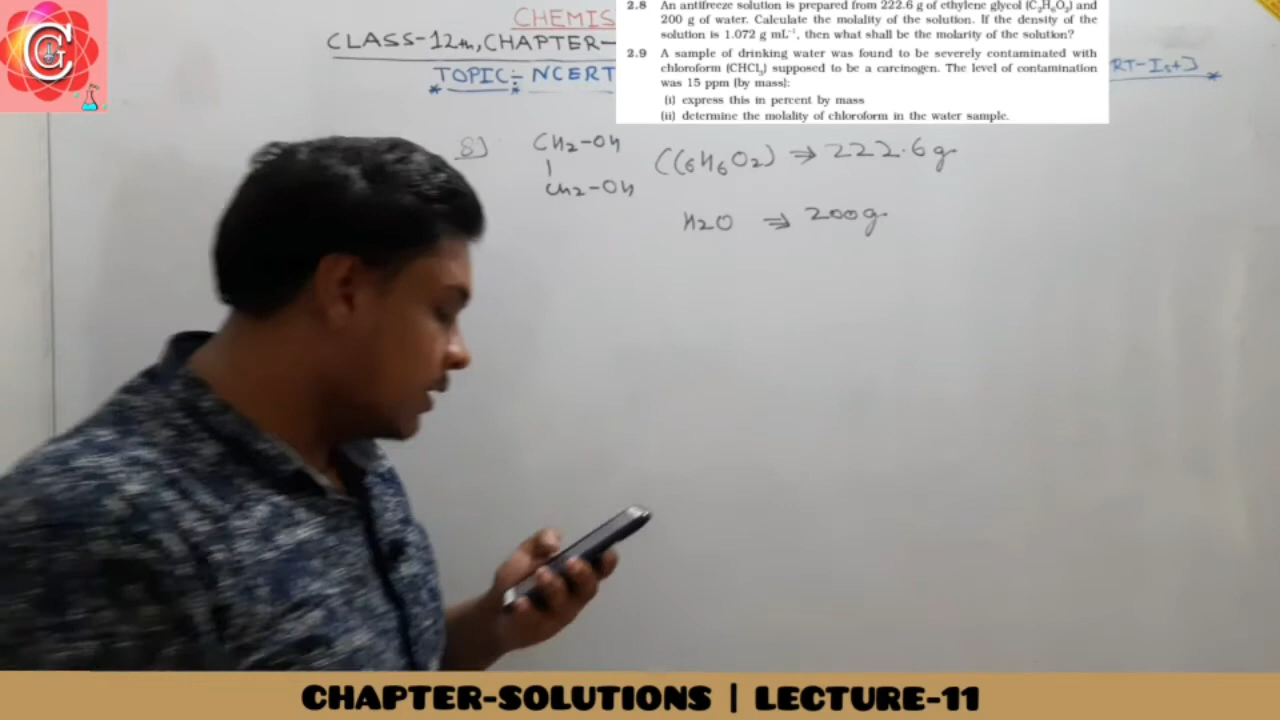 CHEMIS
CLASS-12th, CHAPTER-
TOPIC:- NCERT
RT-Ist]
2.8 An antifreeze solution is prepared from 222.6 g of ethylene glycol (C2H6O2) and
200 g of water. Calculate the molality of the solution. If the density of the
solution is 1.072 g mL⁻¹, then what shall be the molarity of the solution?
2.9 A sample of drinking water was found to be severely contaminated with
chloroform (CHCl3) supposed to be a carcinogen. The level of contamination
was 15 ppm (by mass):
(i) express this in percent by mass
(ii) determine the molality of chloroform in the water sample.
8] CH2-OH (C6H6O2) ⇒ 222.6g
|
CH2-OH
H2O ⇒ 200g
CHAPTER-SOLUTIONS | LECTURE-11